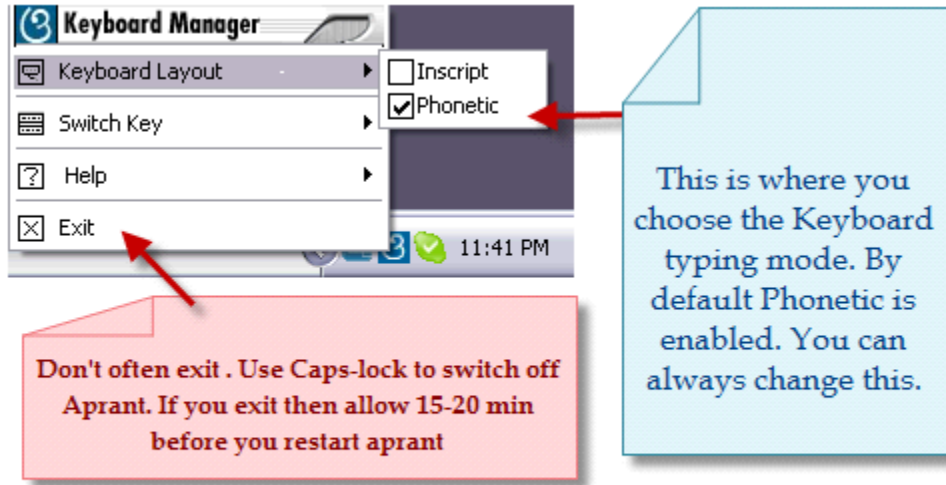 Keyboard Manager
Keyboard Layout
Inscript
Phonetic
Switch Key
Help
Exit
11:41 PM
This is where you
choose the Keyboard
typing mode. By
default Phonetic is
enabled. You can
always change this.
Don't often exit . Use Caps-lock to switch off
Aprant. If you exit then allow 15-20 min
before you restart aprant